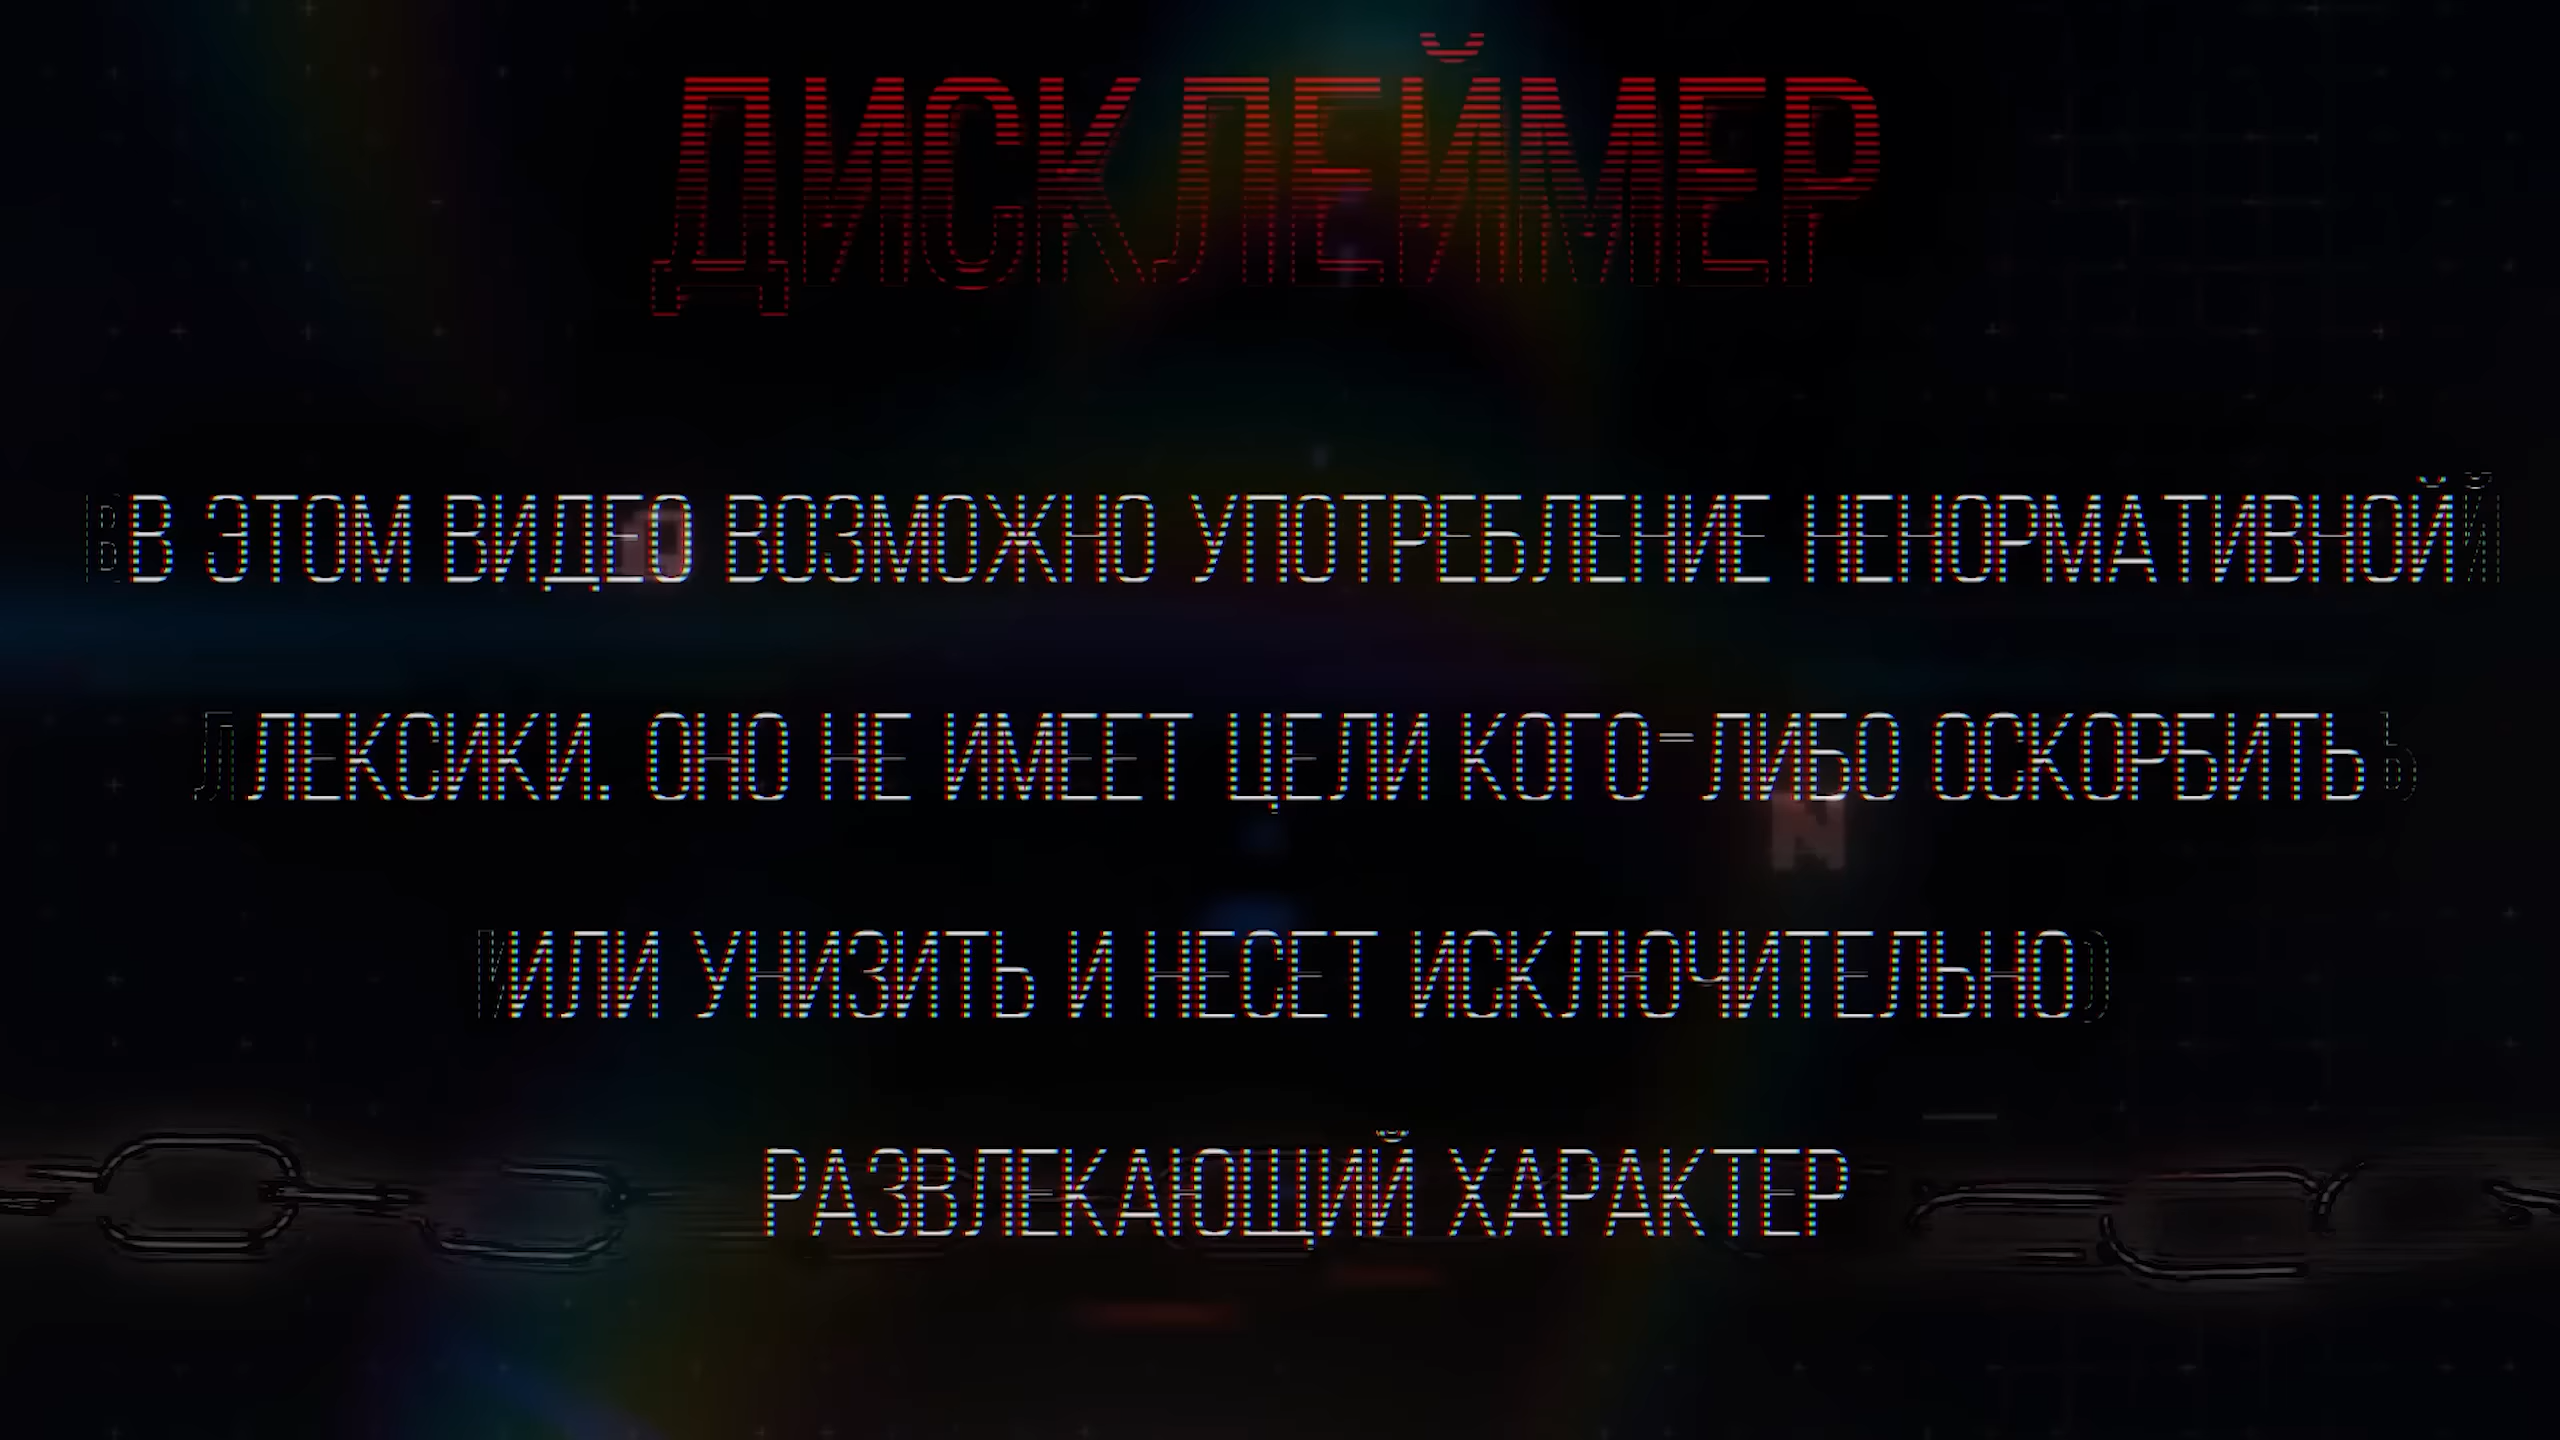 ДИСКЛЕЙМЕР
В ЭТОМ ВИДЕО ВОЗМОЖНО УПОТРЕБЛЕНИЕ НЕНОРМАТИВНОЙ
ЛЕКСИКИ. ОНО НЕ ИМЕЕТ ЦЕЛИ КОГО-ЛИБО ОСКОРБИТЬ
ИЛИ УНИЗИТЬ И НЕСЕТ ИСКЛЮЧИТЕЛЬНО
РАЗВЛЕКАЮЩИЙ ХАРАКТЕР